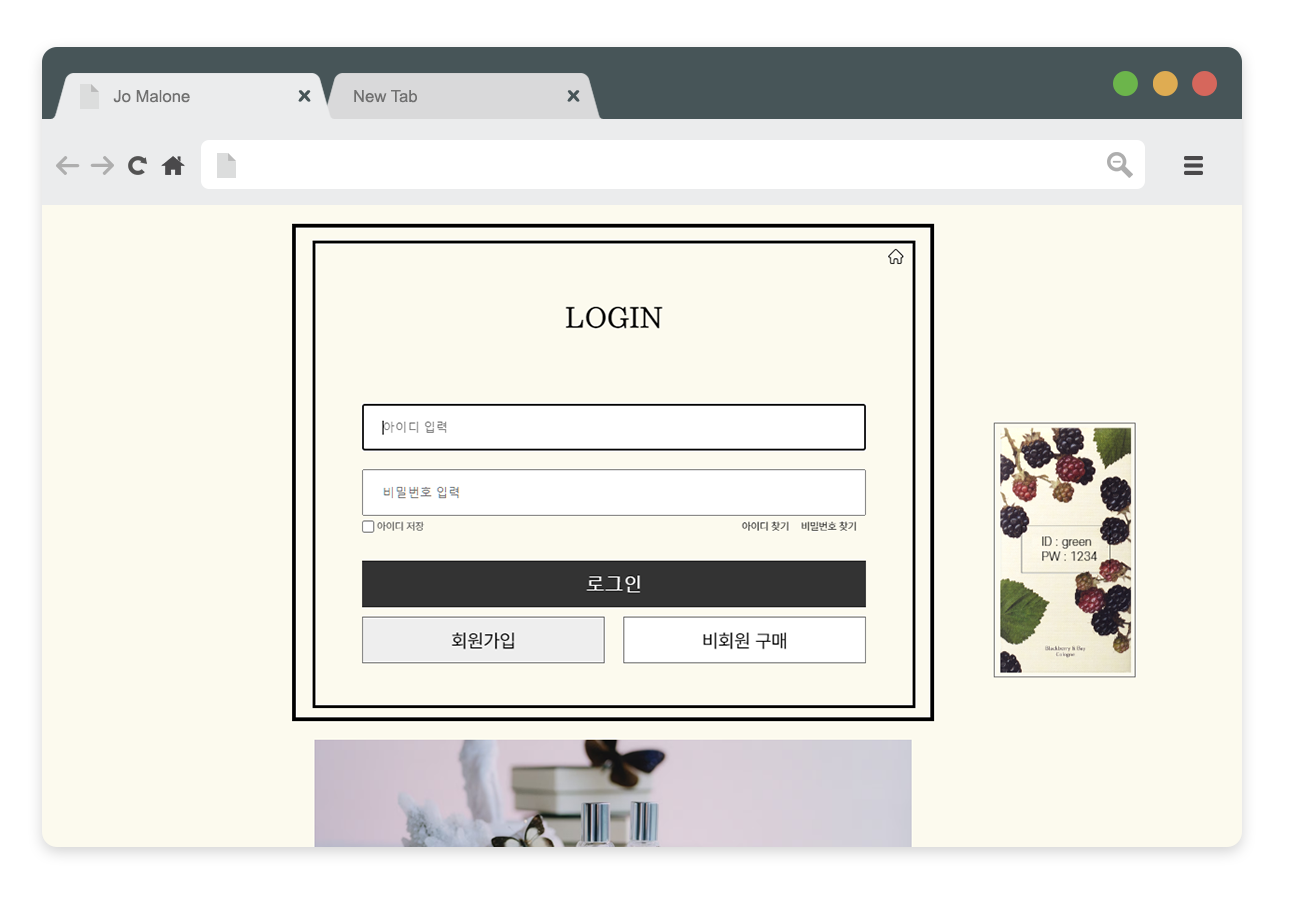 Jo Malone
New Tab
LOGIN
아이디 입력
비밀번호 입력
아이디 저장
아이디 찾기 비밀번호 찾기
로그인
회원가입
비회원 구매
ID : green
PW : 1234
Blackberry & Bay
Cologne